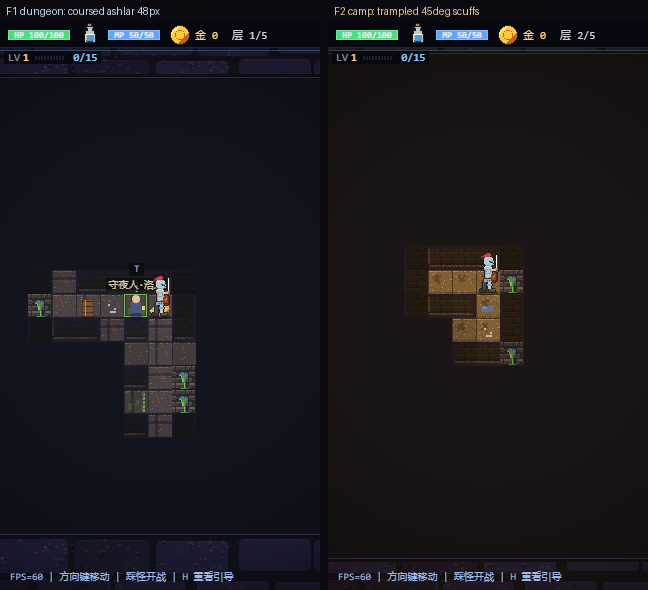 F1 dungeon: coursed ashlar 48px
HP 100/100 MP 50/50 金 0 层 1/5
LV 1 0/15
T
守夜人·洛
FPS=60 | 方向键移动 | 踩怪开战 | H 重看引导
F2 camp: trampled 45deg scuffs
HP 100/100 MP 50/50 金 0 层 2/5
LV 1 0/15
FPS=60 | 方向键移动 | 踩怪开战 | H 重看引导